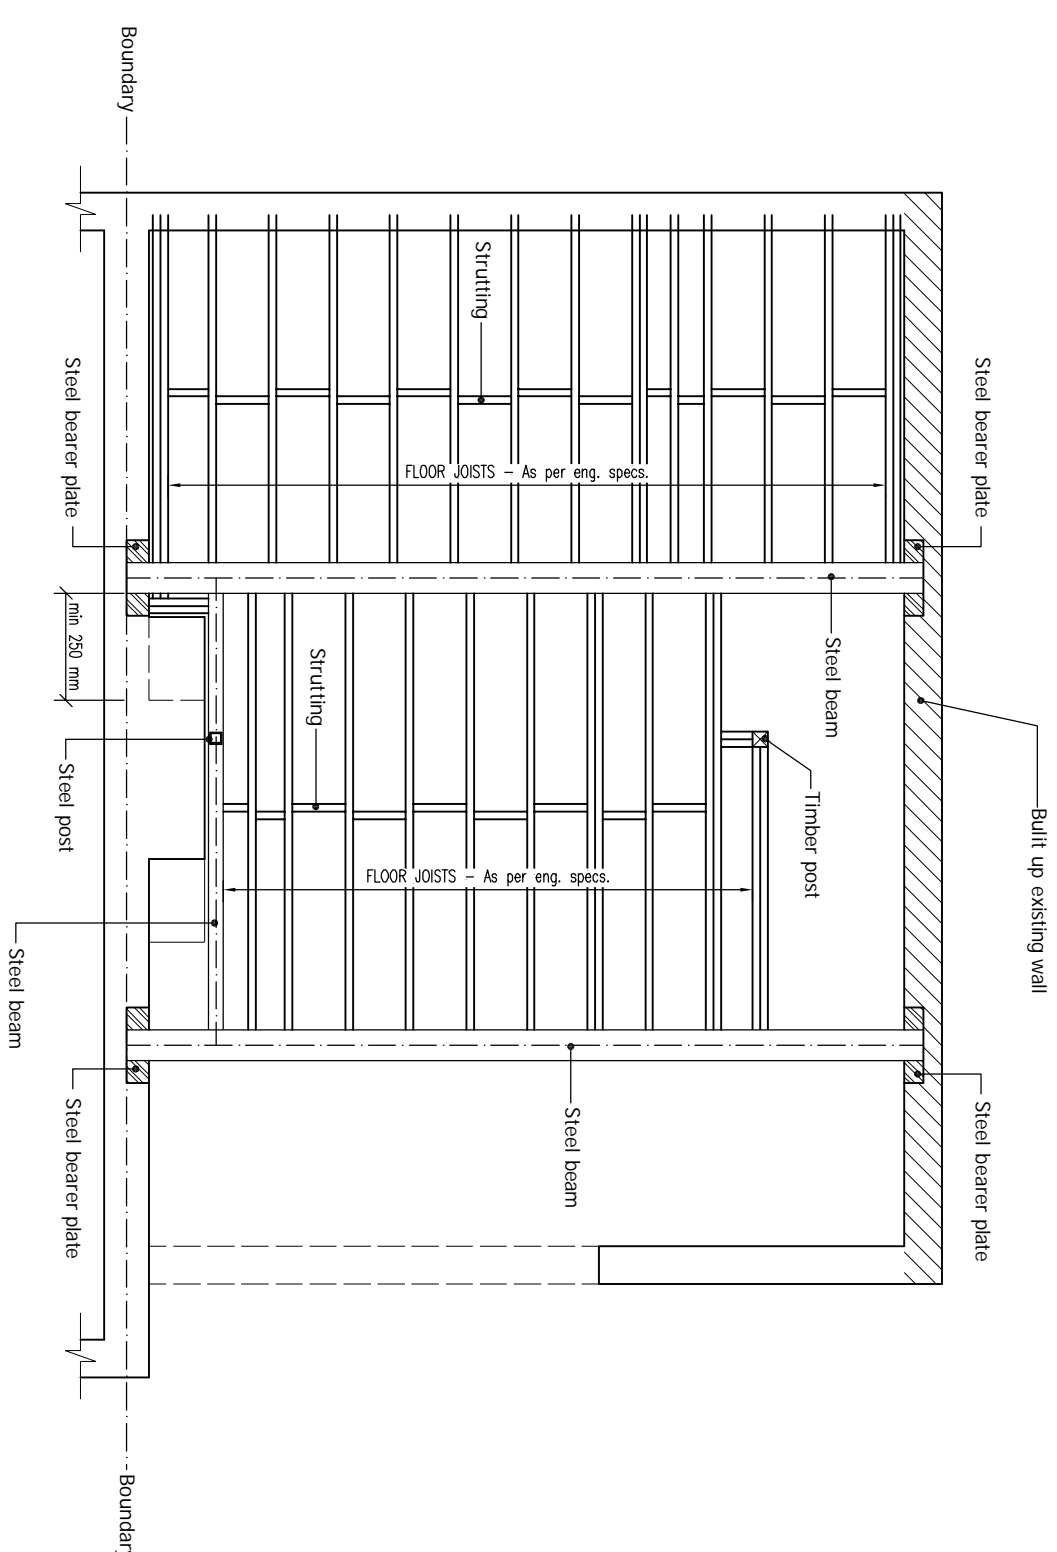 Boundary
Steel bearer plate
Strutting
Steel bearer plate
FLOOR JOISTS - As per eng. specs.
min 250 mm
Steel beam
Strutting
Steel post
Timber post
Bulit up existing wall
FLOOR JOISTS - As per eng. specs.
Steel beam
Steel bearer plate
Steel beam
Steel bearer plate
Boundar